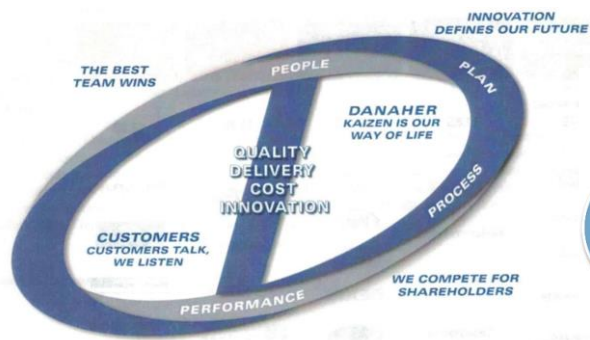 INNOVATION
DEFINES OUR FUTURE
THE BEST
TEAM WINS
PEOPLE
PLAN
DANAHER
KAIZEN IS OUR
WAY OF LIFE
QUALITY
DELIVERY
COST
INNOVATION
PROCESS
CUSTOMERS
CUSTOMERS TALK,
WE LISTEN
WE COMPETE FOR
SHAREHOLDERS
PERFORMANCE